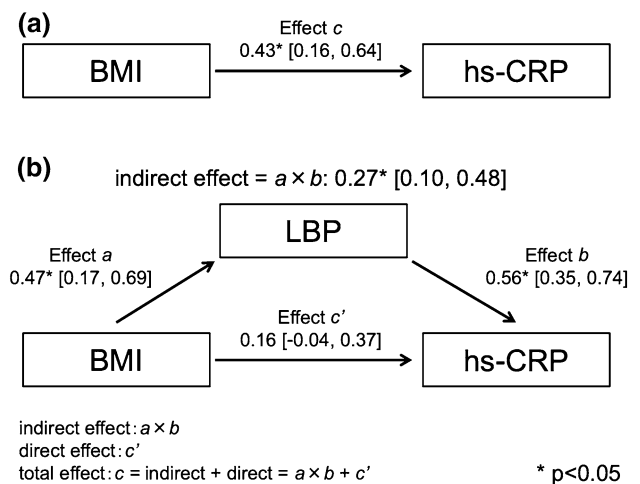 (a)
Effect c
0.43* [0.16, 0.64]
BMI
hs-CRP
(b)
indirect effect = a × b: 0.27* [0.10, 0.48]
LBP
Effect a
0.47* [0.17, 0.69]
Effect b
0.56* [0.35, 0.74]
Effect c’
0.16 [-0.04, 0.37]
BMI
hs-CRP
indirect effect: a × b
direct effect: c’
total effect: c = indirect + direct = a × b + c’
* p<0.05